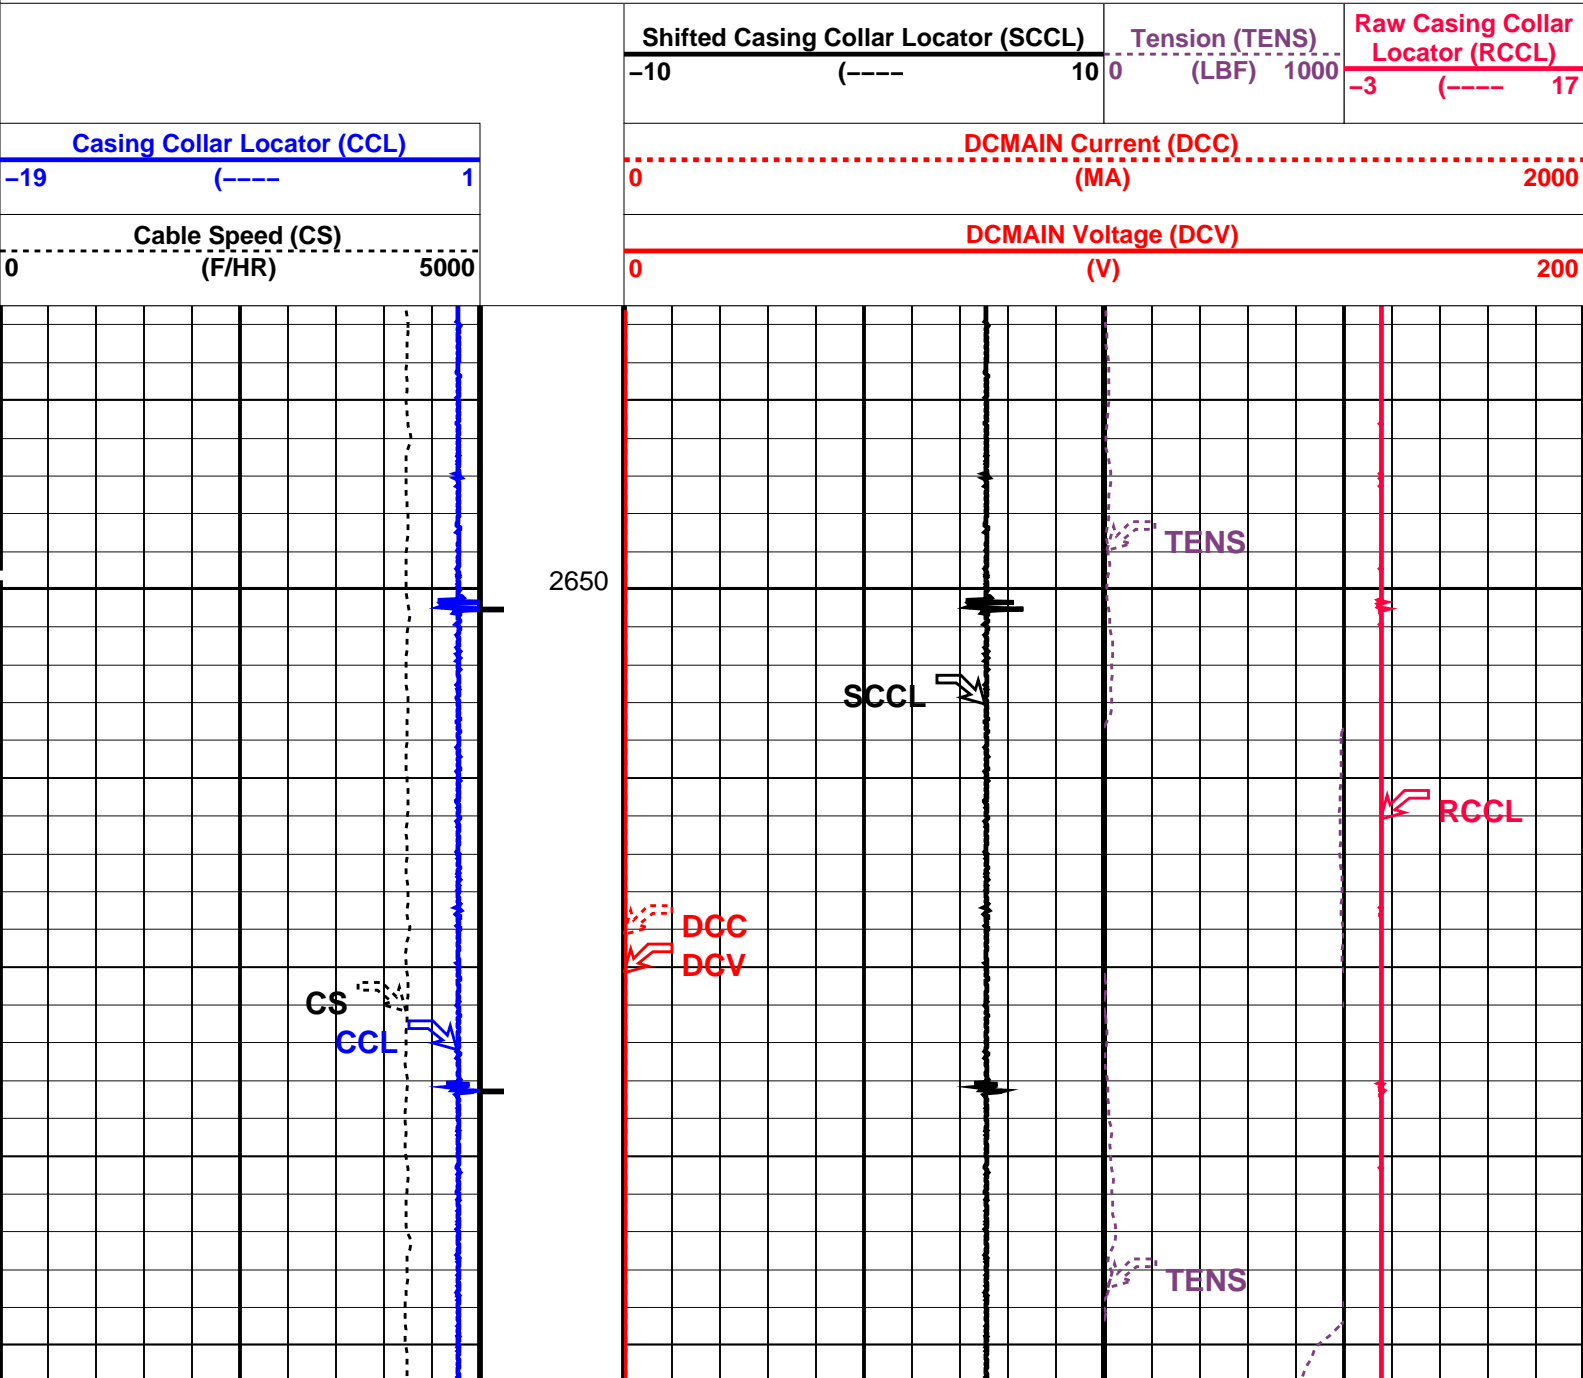 Shifted Casing Collar Locator (SCCL)
−10 (−−−− 10
Tension (TENS)
0 (LBF) 1000
Raw Casing Collar
Locator (RCCL)
−3 (−−−− 17
Casing Collar Locator (CCL)
−19 (−−−− 1
DCMAIN Current (DCC)
0 (MA) 2000
Cable Speed (CS)
0 (F/HR) 5000
DCMAIN Voltage (DCV)
0 (V) 200
TENS
2650
SCCL
RCCL
DCC
DCV
CS
CCL
TENS